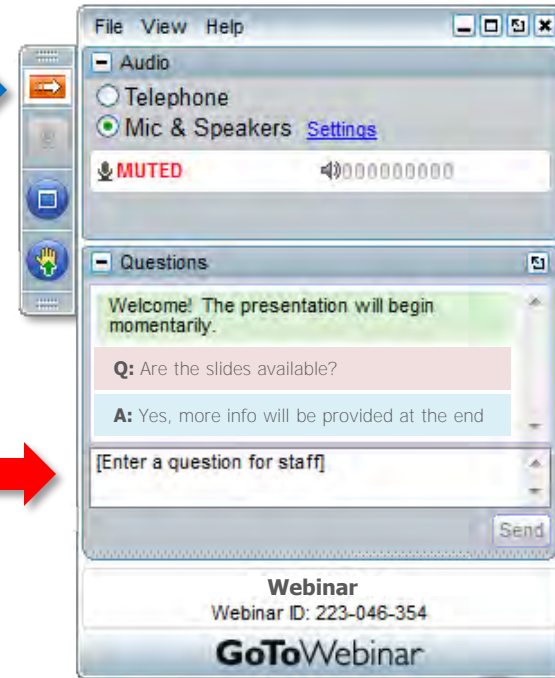 File View Help
Audio
Telephone
Mic & Speakers Settings
MUTED 000000000
Questions
Welcome! The presentation will begin
momentarily.
Q: Are the slides available?
A: Yes, more info will be provided at the end
[Enter a question for staff]
Send
Webinar
Webinar ID: 223-046-354
GoToWebinar